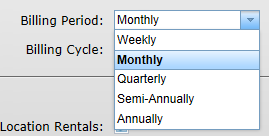 Billing Period: Monthly
Weekly
Billing Cycle:
Monthly
Quarterly
Semi-Annually
Annually
Location Rentals: